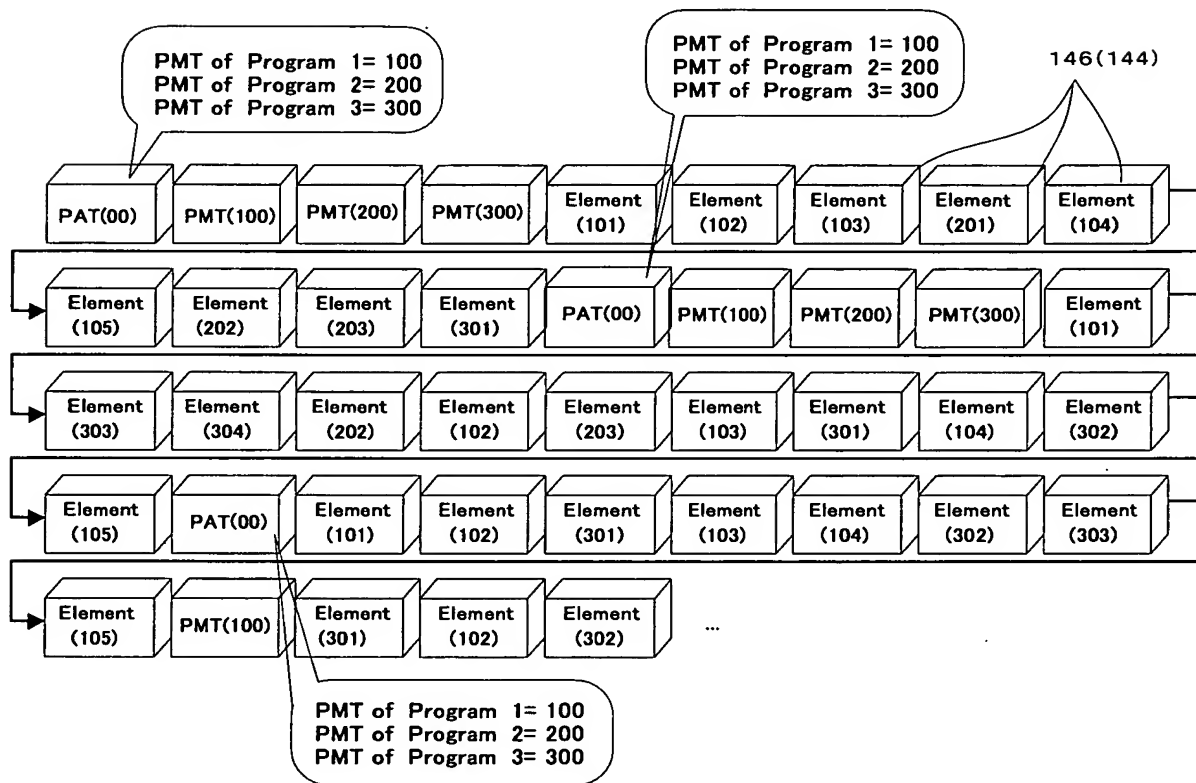 PMT of Program 1= 100
PMT of Program 2= 200
PMT of Program 3= 300
PMT of Program 1= 100
PMT of Program 2= 200
PMT of Program 3= 300
146(144)
PAT(00)
PMT(100)
PMT(200)
PMT(300)
Element
(101)
Element
(102)
Element
(103)
Element
(201)
Element
(104)
Element
(105)
Element
(202)
Element
(203)
Element
(301)
PAT(00)
PMT(100)
PMT(200)
PMT(300)
Element
(101)
Element
(303)
Element
(304)
Element
(202)
Element
(102)
Element
(203)
Element
(103)
Element
(301)
Element
(104)
Element
(302)
Element
(105)
PAT(00)
Element
(101)
Element
(102)
Element
(301)
Element
(103)
Element
(104)
Element
(302)
Element
(303)
Element
(105)
PMT(100)
Element
(301)
Element
(102)
Element
(302)
...
PMT of Program 1= 100
PMT of Program 2= 200
PMT of Program 3= 300